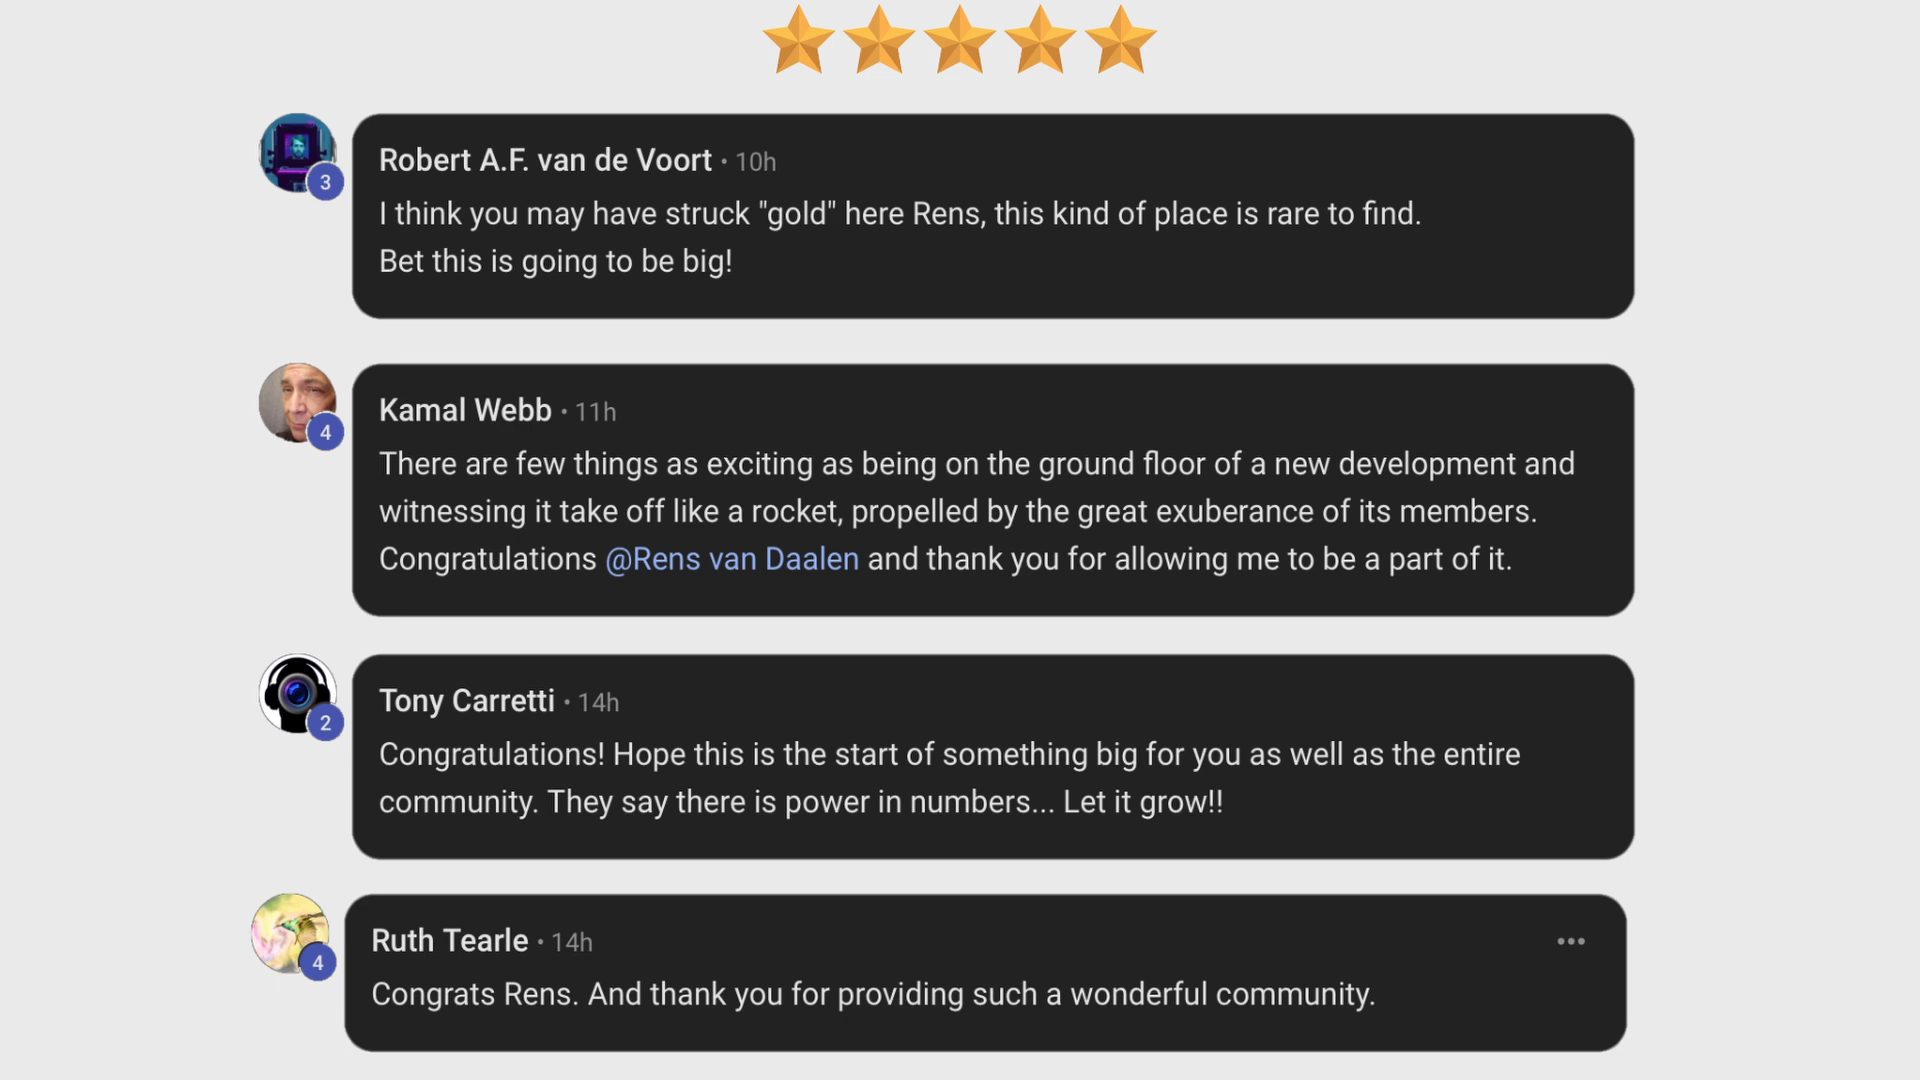 Robert A.F. van de Voort • 10h
3
I think you may have struck "gold" here Rens, this kind of place is rare to find.
Bet this is going to be big!
Kamal Webb • 11h
4
There are few things as exciting as being on the ground floor of a new development and
witnessing it take off like a rocket, propelled by the great exuberance of its members.
Congratulations @Rens van Daalen and thank you for allowing me to be a part of it.
Tony Carretti • 14h
2
Congratulations! Hope this is the start of something big for you as well as the entire
community. They say there is power in numbers... Let it grow!!
Ruth Tearle • 14h
4
Congrats Rens. And thank you for providing such a wonderful community.